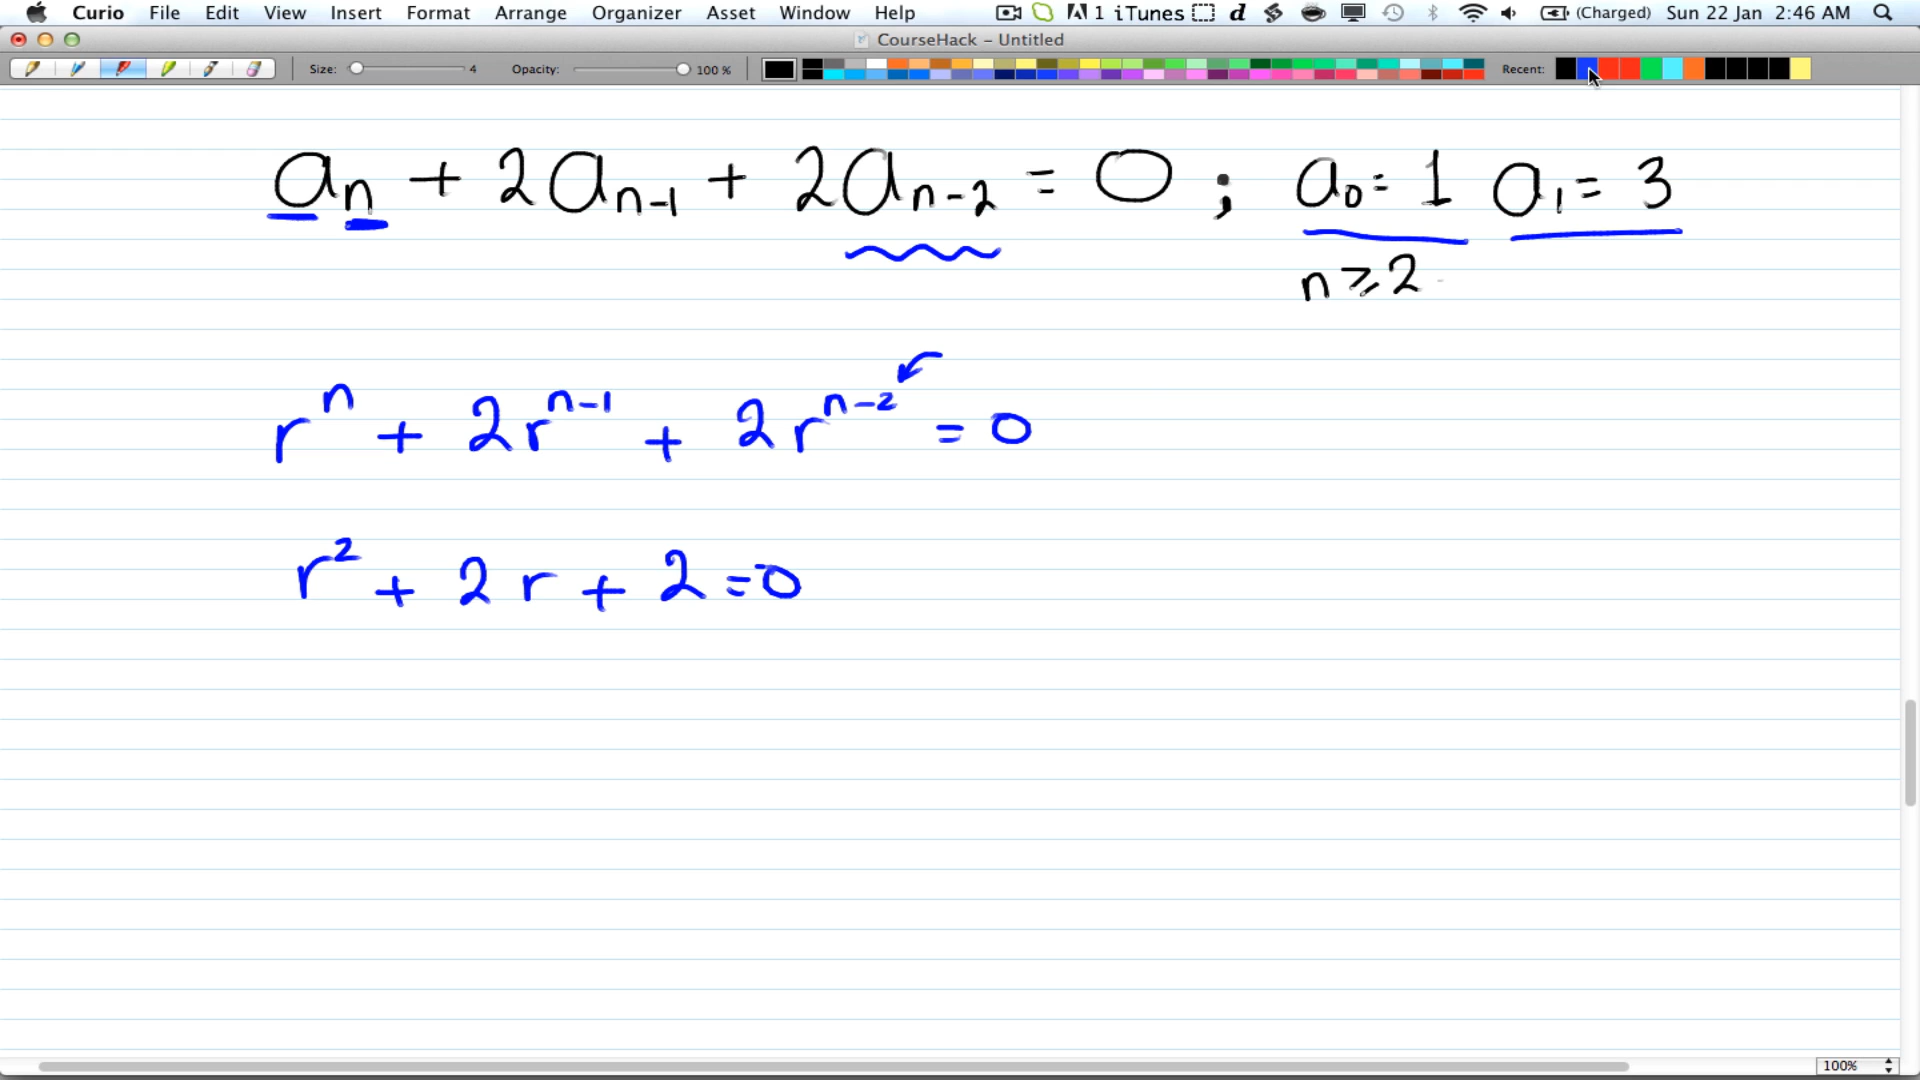 Curio File Edit View Insert Format Arrange Organizer Asset Window Help 1 iTunes d (Charged) Sun 22 Jan 2:46 AM
CourseHack – Untitled
Size: 4 Opacity: 100 % Recent:
aₙ + 2aₙ₋₁ + 2aₙ₋₂ = 0 ; a₀ = 1 a₁ = 3
n ≥ 2
rⁿ + 2rⁿ⁻¹ + 2rⁿ⁻² = 0
r² + 2r + 2 = 0
100%